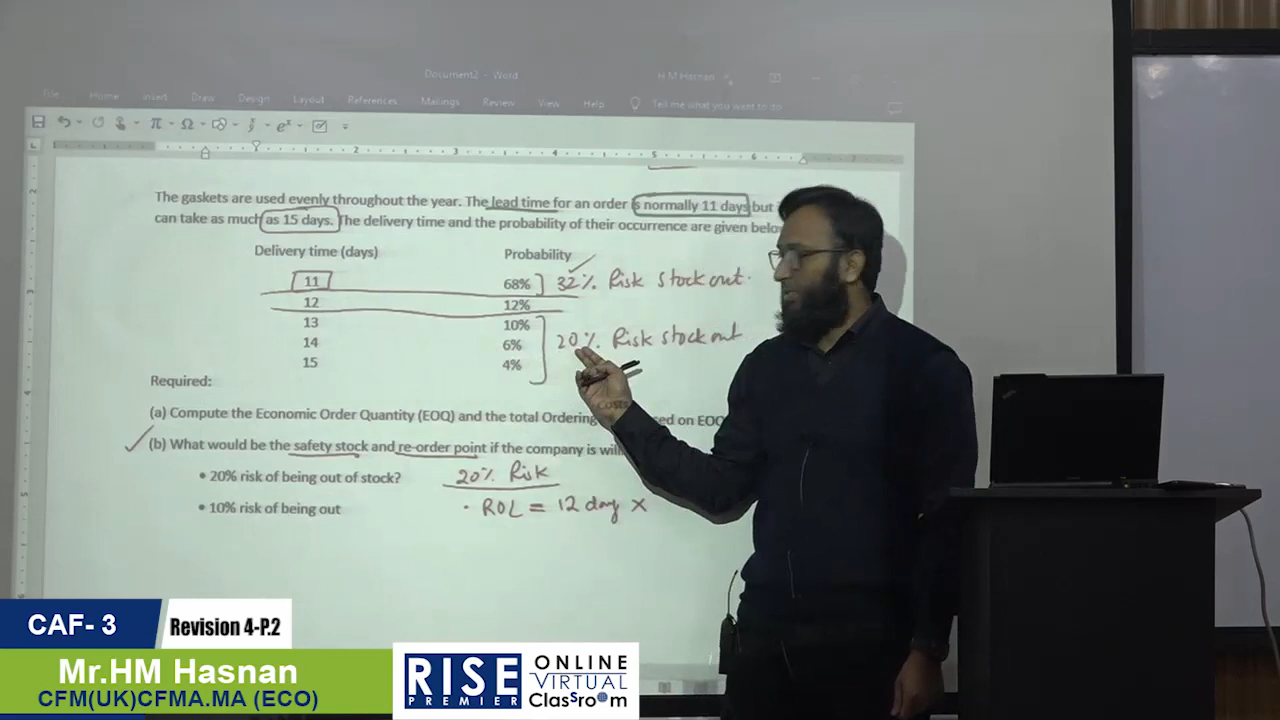 Document2 - Word
H M Hasnan
File Home Insert Draw Design Layout References Mailings Review View Help Tell me what you want to do
The gaskets are used evenly throughout the year. The lead time for an order is normally 11 days but
can take as much as 15 days. The delivery time and the probability of their occurrence are given below
Delivery time (days) Probability
11 68% 32% Risk stock out.
12 12%
13 10%
14 6% 20% Risk stock out
15 4%
Required:
(a) Compute the Economic Order Quantity (EOQ) and the total Ordering Costs based on EOQ
(b) What would be the safety stock and re-order point if the company is will
• 20% risk of being out of stock? 20% Risk
• 10% risk of being out . ROL = 12 day x
CAF- 3 Revision 4-P.2
Mr.HM Hasnan
CFM(UK)CFMA.MA (ECO)
RISE PREMIER
ONLINE VIRTUAL Classroom